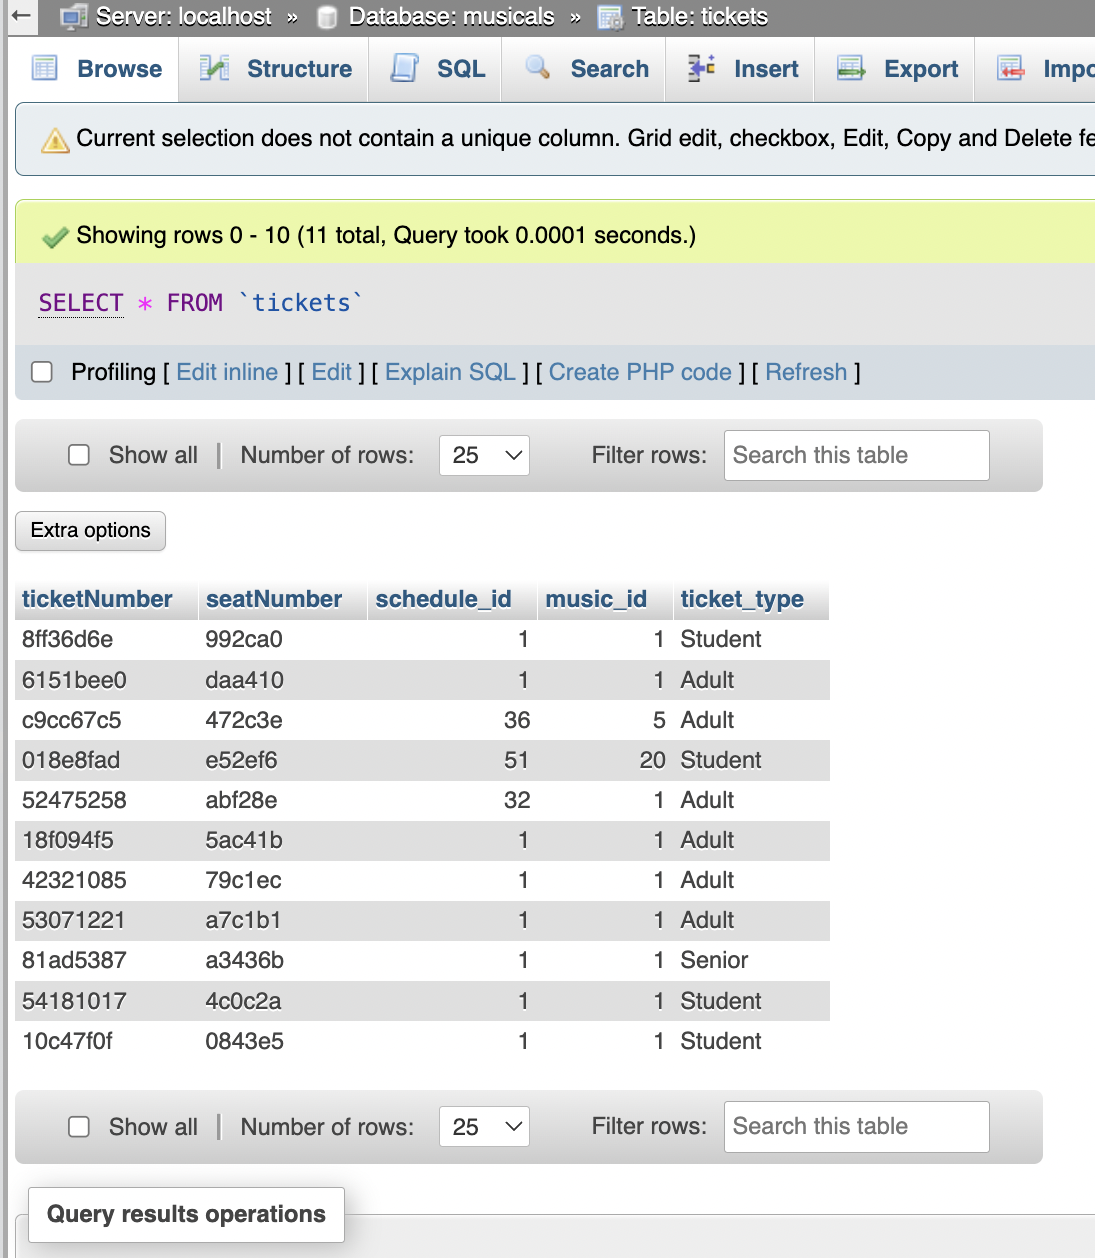 Server: localhost » Database: musicals » Table: tickets
Browse Structure SQL Search Insert Export Impo
Current selection does not contain a unique column. Grid edit, checkbox, Edit, Copy and Delete fe
Showing rows 0 - 10 (11 total, Query took 0.0001 seconds.)
SELECT * FROM `tickets`
Profiling [ Edit inline ] [ Edit ] [ Explain SQL ] [ Create PHP code ] [ Refresh ]
Show all | Number of rows: 25 Filter rows: Search this table
Extra options
ticketNumber seatNumber schedule_id music_id ticket_type
8ff36d6e 992ca0 1 1 Student
6151bee0 daa410 1 1 Adult
c9cc67c5 472c3e 36 5 Adult
018e8fad e52ef6 51 20 Student
52475258 abf28e 32 1 Adult
18f094f5 5ac41b 1 1 Adult
42321085 79c1ec 1 1 Adult
53071221 a7c1b1 1 1 Adult
81ad5387 a3436b 1 1 Senior
54181017 4c0c2a 1 1 Student
10c47f0f 0843e5 1 1 Student
Show all | Number of rows: 25 Filter rows: Search this table
Query results operations